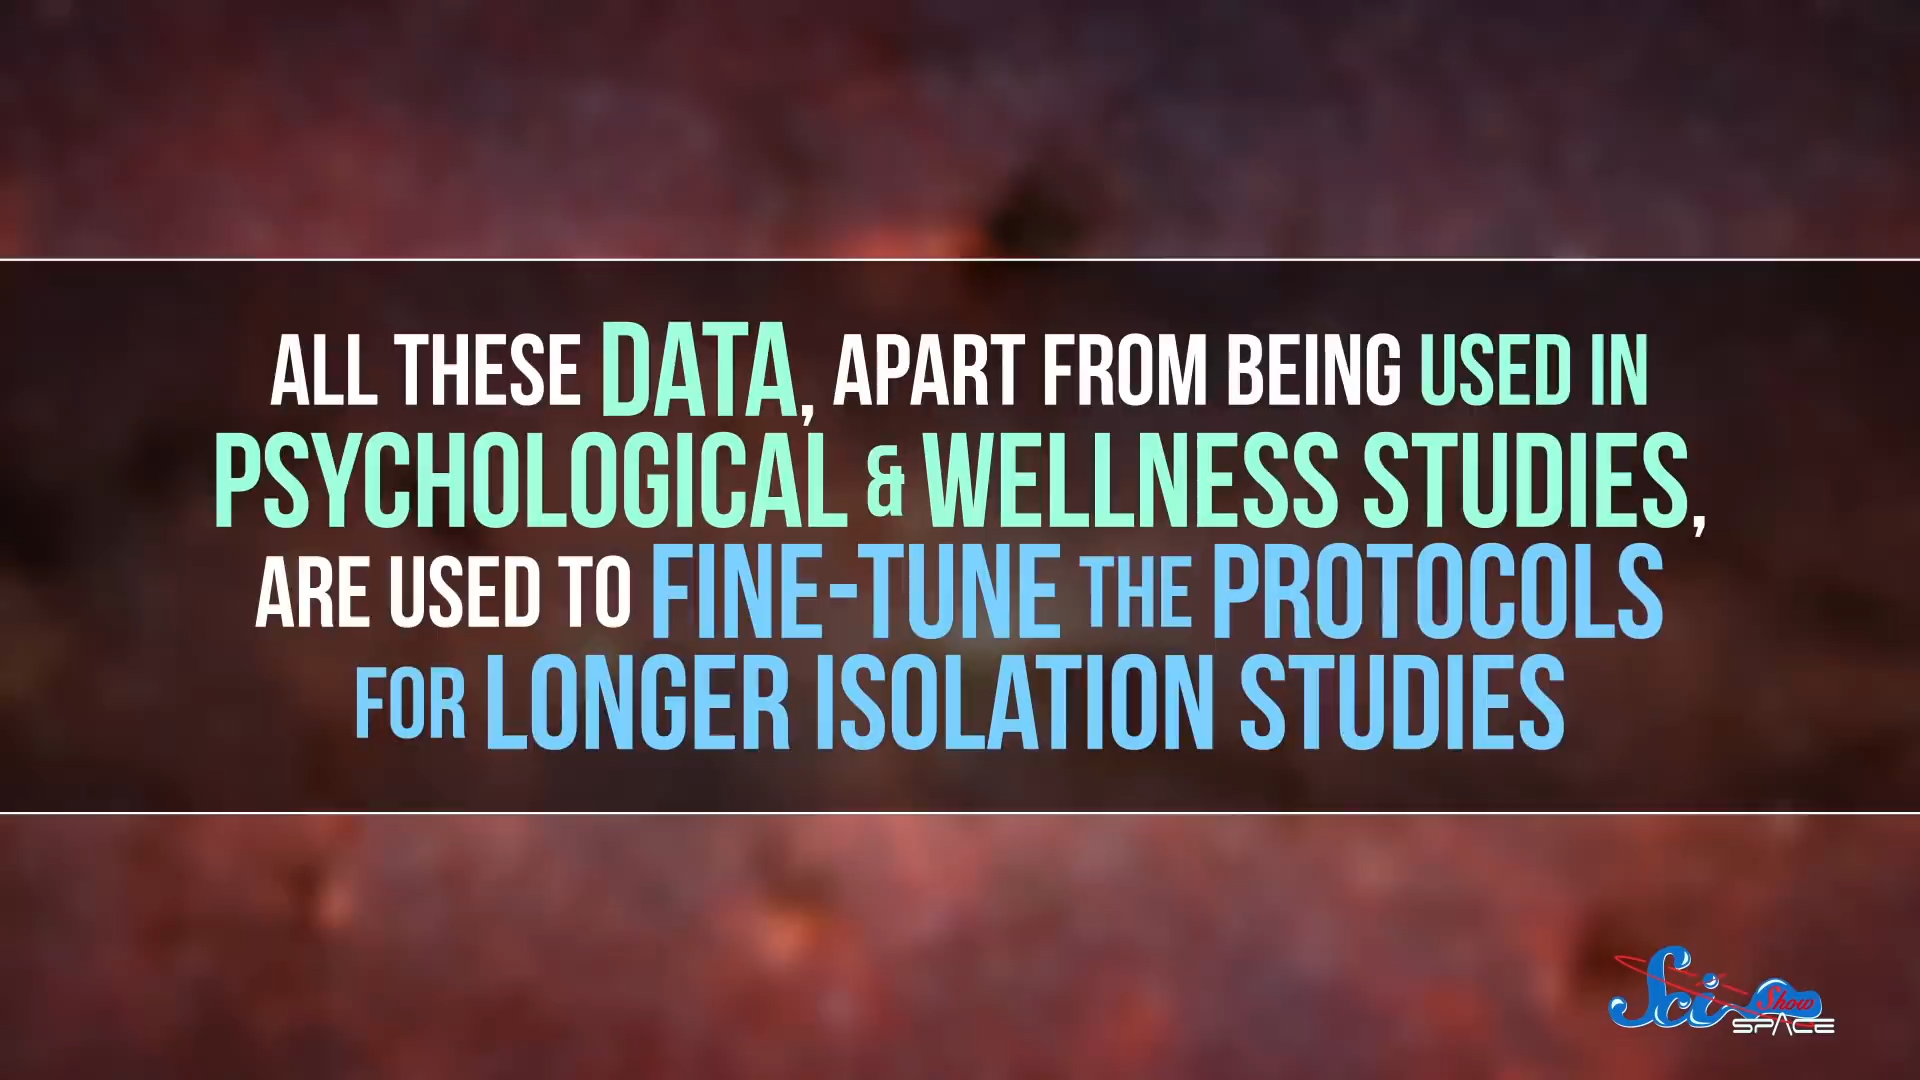 ALL THESE DATA, APART FROM BEING USED IN
PSYCHOLOGICAL & WELLNESS STUDIES,
ARE USED TO FINE-TUNE THE PROTOCOLS
FOR LONGER ISOLATION STUDIES
Sci Show
SPACE